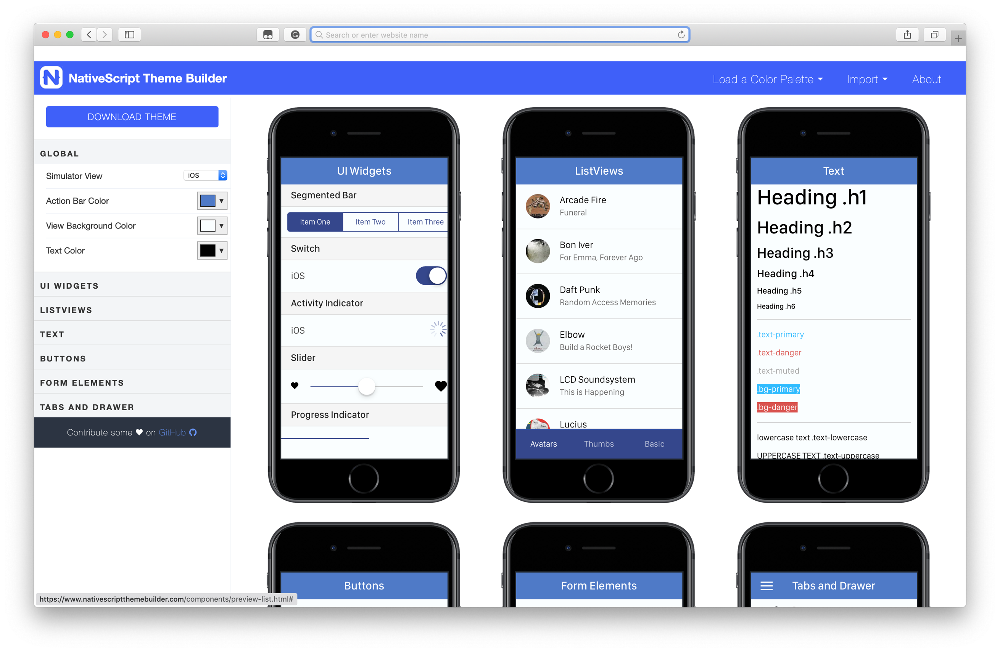 Search or enter website name
NativeScript Theme Builder
Load a Color Palette
Import
About
DOWNLOAD THEME
GLOBAL
Simulator View
iOS
Action Bar Color
View Background Color
Text Color
UI WIDGETS
LISTVIEWS
TEXT
BUTTONS
FORM ELEMENTS
TABS AND DRAWER
Contribute some ♥ on GitHub
UI Widgets
Segmented Bar
Item One
Item Two
Item Three
Switch
iOS
Activity Indicator
iOS
Slider
Progress Indicator
ListViews
Arcade Fire
Funeral
Bon Iver
For Emma, Forever Ago
Daft Punk
Random Access Memories
Elbow
Build a Rocket Boys!
LCD Soundsystem
This is Happening
Lucius
Avatars
Thumbs
Basic
Text
Heading .h1
Heading .h2
Heading .h3
Heading .h4
Heading .h5
Heading .h6
.text-primary
.text-danger
.text-muted
.bg-primary
.bg-danger
lowercase text .text-lowercase
UPPERCASE TEXT .text-uppercase
Buttons
Form Elements
Tabs and Drawer
https://www.nativescriptthemebuilder.com/components/preview-list.html#